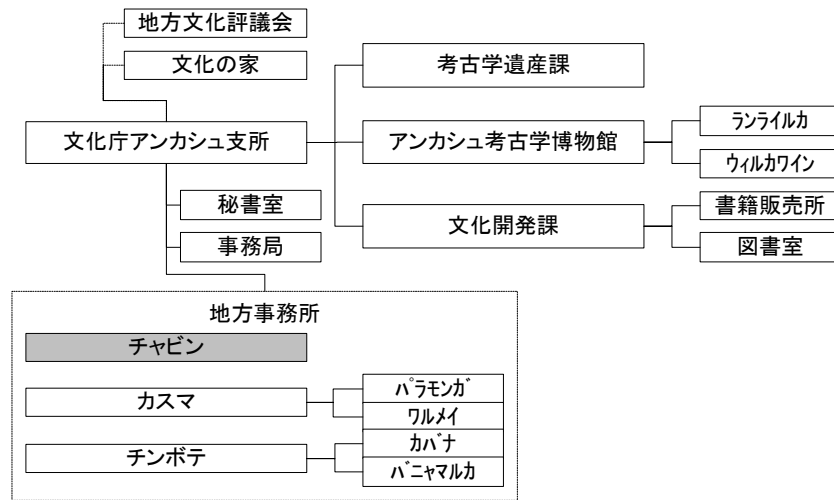 地方文化評議会
文化の家
文化庁アンカシュ支所
秘書室
事務局
考古学遺産課
アンカシュ考古学博物館
ランライルカ
ウィルカワイン
文化開発課
書籍販売所
図書室
地方事務所
チャビン
カスマ
パラモンガ
ワルメイ
チンボテ
カバナ
パニャマルカ